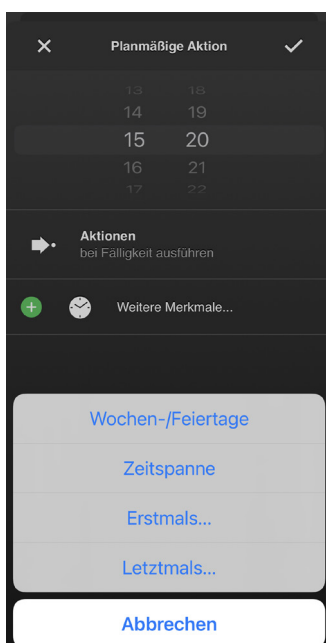 Planmäßige Aktion
13 18
14 19
15 20
16 21
17 22
Aktionen
bei Fälligkeit ausführen
Weitere Merkmale...
Wochen-/Feiertage
Zeitspanne
Erstmals...
Letztmals...
Abbrechen